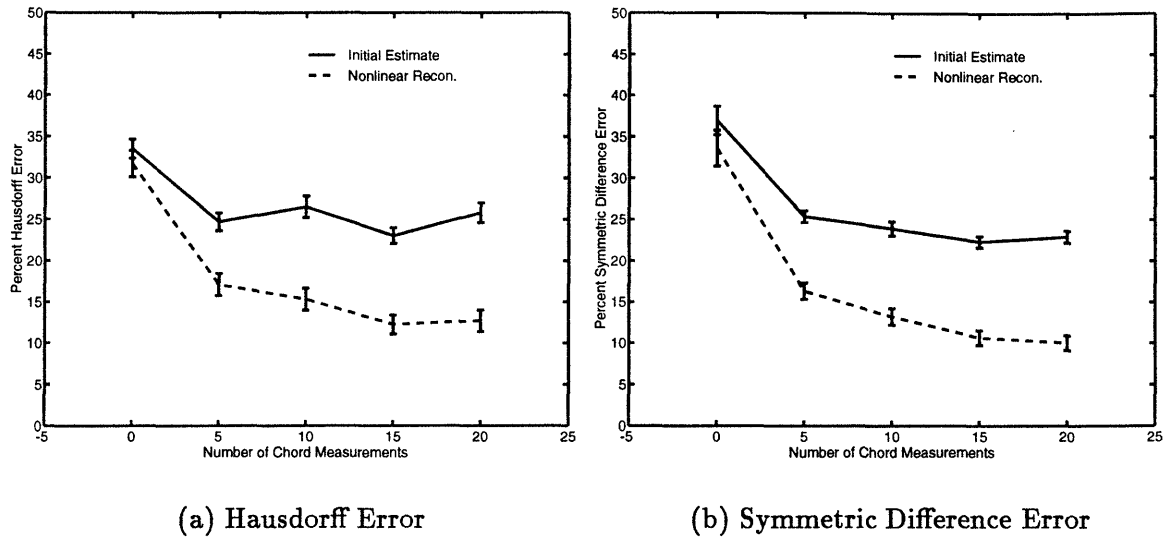 50
45
40
35
30
25
20
15
10
5
0
Percent Hausdorff Error
Initial Estimate
Nonlinear Recon.
-5 0 5 10 15 20 25
Number of Chord Measurements
(a) Hausdorff Error
50
45
40
35
30
25
20
15
10
5
0
Percent Symmetric Difference Error
Initial Estimate
Nonlinear Recon.
-5 0 5 10 15 20 25
Number of Chord Measurements
(b) Symmetric Difference Error